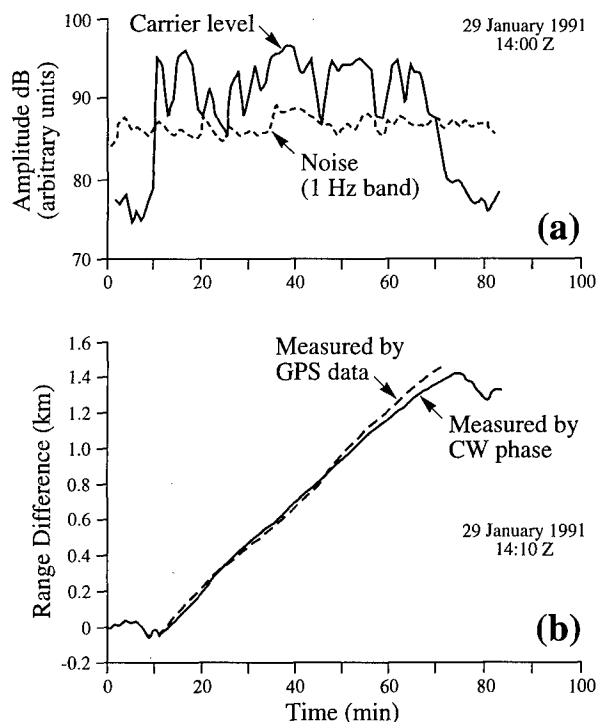 Carrier level
29 January 1991
14:00 Z
Amplitude dB
(arbitrary units)
100
90
80
70
Noise
(1 Hz band)
(a)
0 20 40 60 80 100
1.6
1.4
1.2
1.0
0.8
0.6
0.4
0.2
0
-0.2
Range Difference (km)
Measured by
GPS data
Measured by
CW phase
29 January 1991
14:10 Z
(b)
0 20 40 60 80 100
Time (min)